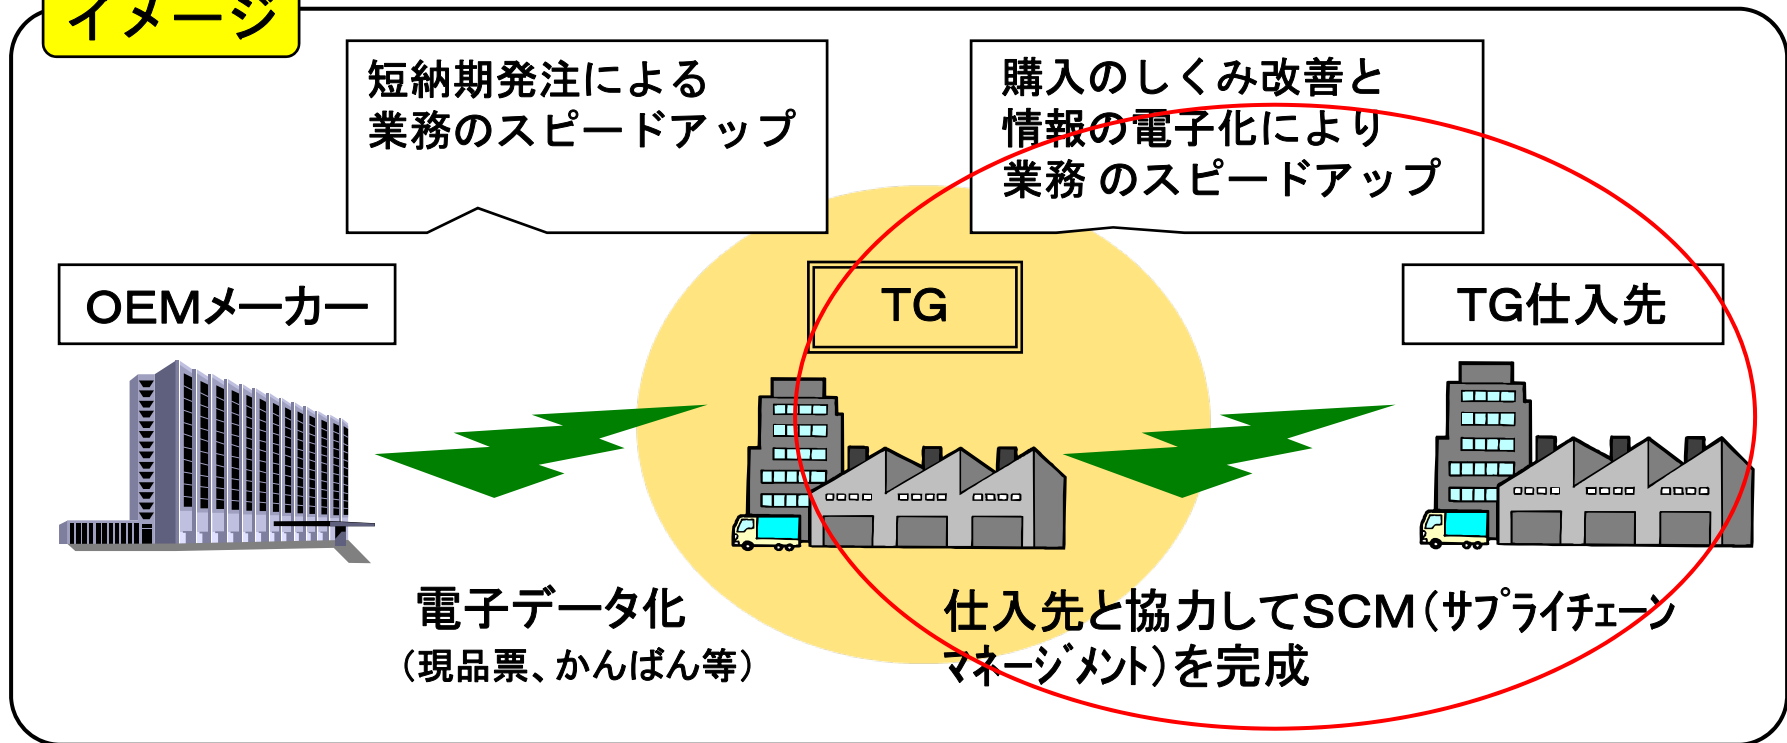 イメージ
短納期発注による
業務のスピードアップ
購入のしくみ改善と
情報の電子化により
業務 のスピードアップ
OEMメーカー
TG
TG仕入先
電子データ化
(現品票、かんばん等)
仕入先と協力してSCM(サプライチェーン
マネージメント)を完成